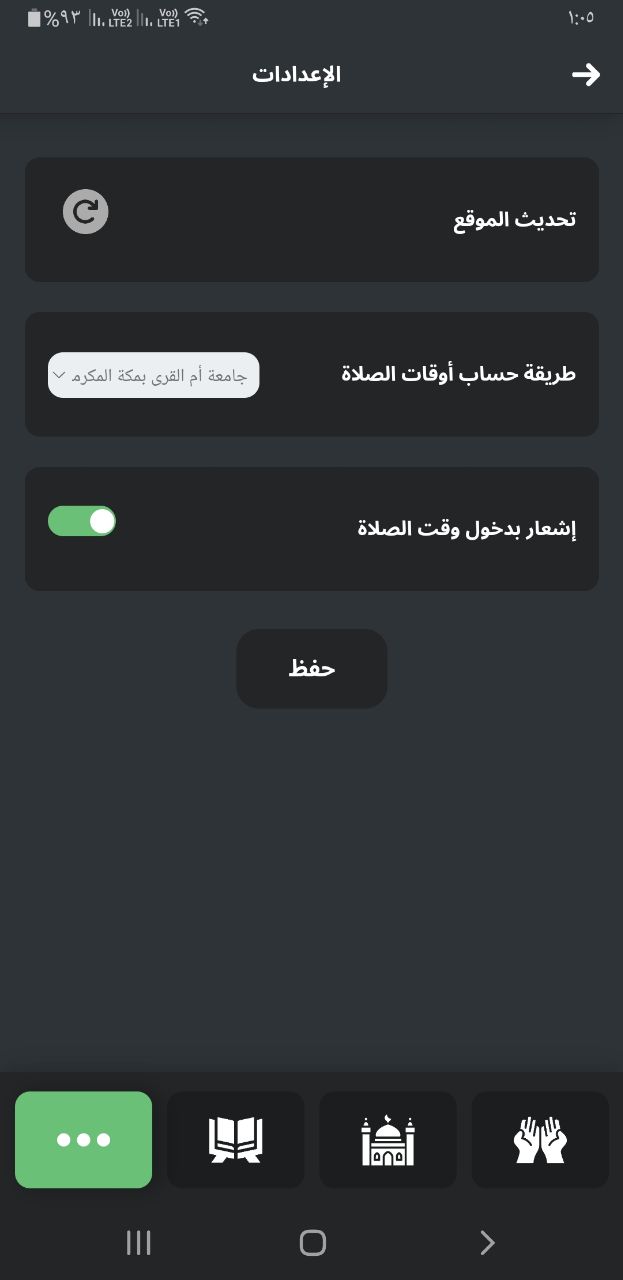 ١:٠٥
Vo) LTE1 Vo) LTE2 %٩٣
الإعدادات
تحديث الموقع
طريقة حساب أوقات الصلاة
جامعة أم القرى بمكة المكرم
إشعار بدخول وقت الصلاة
حفظ